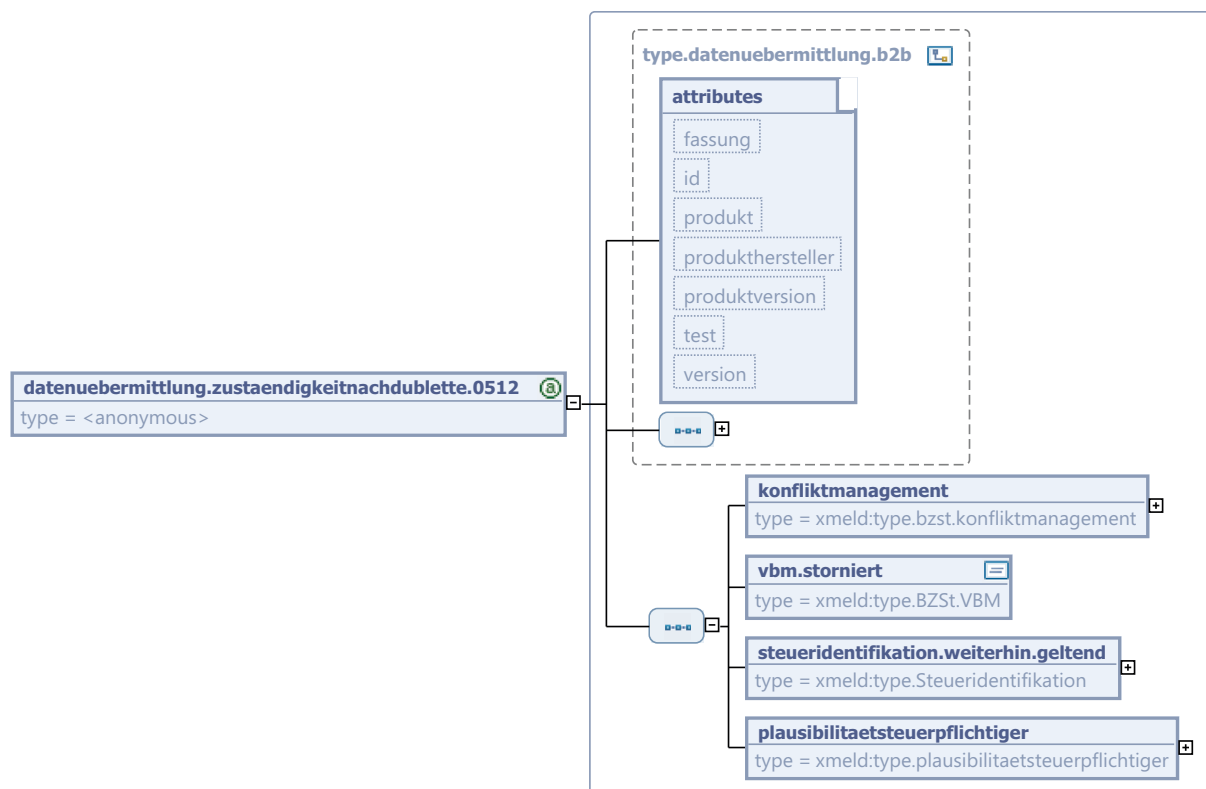 type.datenuebermittlung.b2b
attributes
fassung
id
produkt
produkthersteller
produktversion
test
version
datenuebermittlung.zustaendigkeitnachdublette.0512
type = <anonymous>
konfliktmanagement
type = xmeld:type.bzst.konfliktmanagement
vbm.storniert
type = xmeld:type.BZSt.VBM
steueridentifikation.weiterhin.geltend
type = xmeld:type.Steueridentifikation
plausibilitaetsteuerpflichtiger
type = xmeld:type.plausibilitaetsteuerpflichtiger